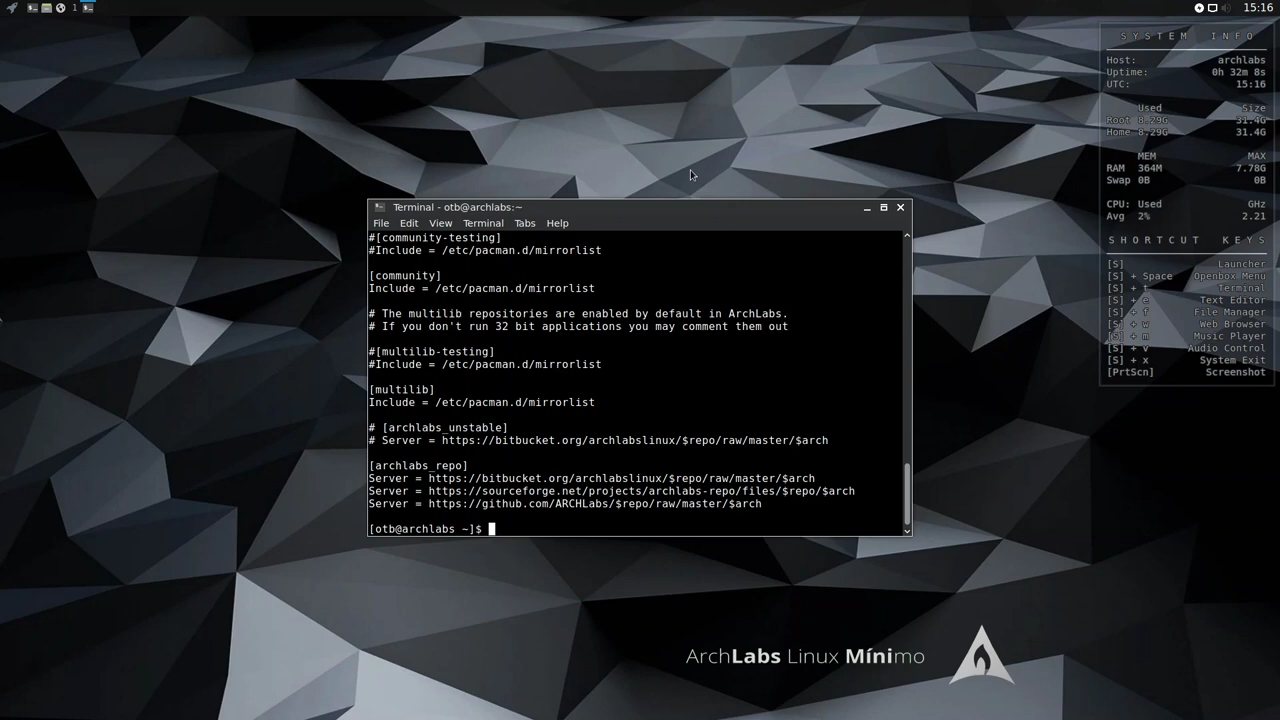 1
15:16
SYSTEM INFO
Host: archlabs
Uptime: 0h 32m 8s
UTC: 15:16
Used Size
Root 8.29G 31.4G
Home 8.29G 31.4G
MEM MAX
RAM 364M 7.78G
Swap 0B 0B
CPU: Used GHz
Avg 2% 2.21
SHORTCUT KEYS
[S] Launcher
[S] + Space Openbox Menu
[S] + t Terminal
[S] + e Text Editor
[S] + f File Manager
[S] + w Web Browser
[S] + m Music Player
[S] + v Audio Control
[S] + x System Exit
[PrtScn] Screenshot
Terminal - otb@archlabs:~
File Edit View Terminal Tabs Help
#[community-testing]
#Include = /etc/pacman.d/mirrorlist
[community]
Include = /etc/pacman.d/mirrorlist
# The multilib repositories are enabled by default in ArchLabs.
# If you don't run 32 bit applications you may comment them out
#[multilib-testing]
#Include = /etc/pacman.d/mirrorlist
[multilib]
Include = /etc/pacman.d/mirrorlist
# [archlabs_unstable]
# Server = https://bitbucket.org/archlabslinux/$repo/raw/master/$arch
[archlabs_repo]
Server = https://bitbucket.org/archlabslinux/$repo/raw/master/$arch
Server = https://sourceforge.net/projects/archlabs-repo/files/$repo/$arch
Server = https://github.com/ARCHLabs/$repo/raw/master/$arch
[otb@archlabs ~]$
ArchLabs Linux Mínimo